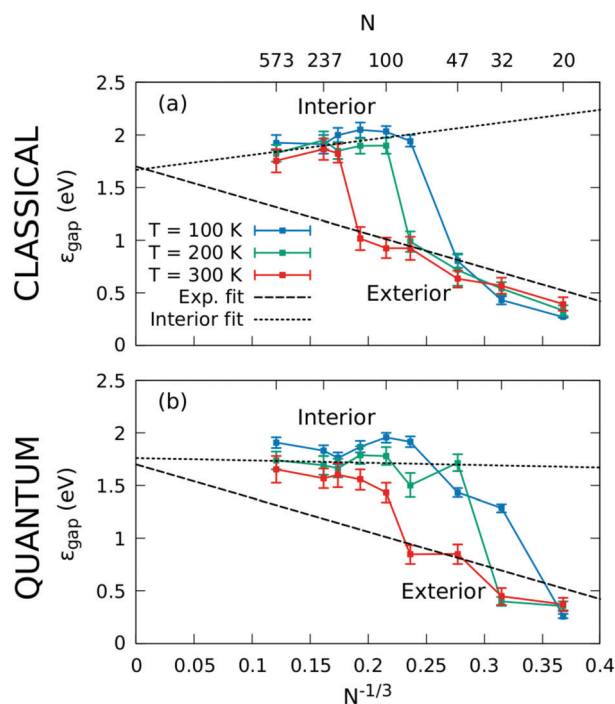 N
573 237 100 47 32 20
CLASSICAL
(a)
Interior
2.5
2
1.5
1
0.5
0
ε_gap (eV)
T = 100 K
T = 200 K
T = 300 K
Exp. fit
Interior fit
Exterior
QUANTUM
(b)
Interior
2.5
2
1.5
1
0.5
0
ε_gap (eV)
Exterior
0 0.05 0.1 0.15 0.2 0.25 0.3 0.35 0.4
N^-1/3